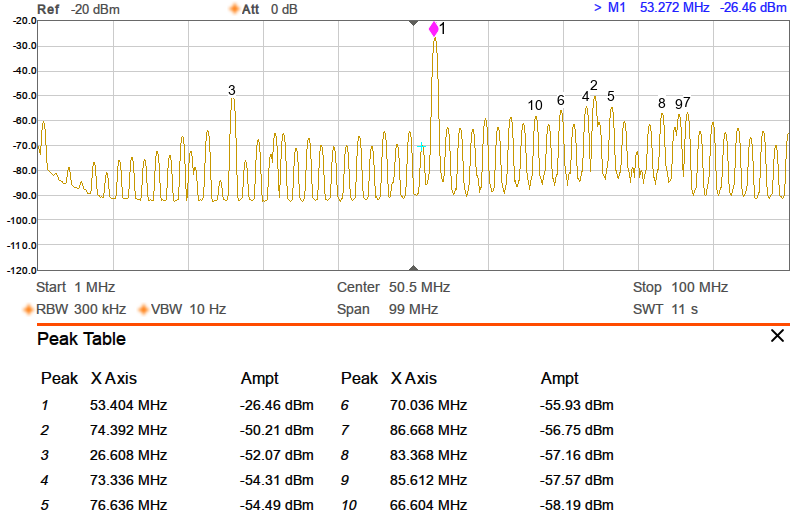 Ref -20 dBm Att 0 dB > M1 53.272 MHz -26.46 dBm
-20.0
-30.0
-40.0
-50.0
-60.0
-70.0
-80.0
-90.0
-100.0
-110.0
-120.0
1
3
2
4
5
6
10
8
9
7
Start 1 MHz Center 50.5 MHz Stop 100 MHz
RBW 300 kHz VBW 10 Hz Span 99 MHz SWT 11 s
Peak Table
Peak X Axis Ampt Peak X Axis Ampt
1 53.404 MHz -26.46 dBm 6 70.036 MHz -55.93 dBm
2 74.392 MHz -50.21 dBm 7 86.668 MHz -56.75 dBm
3 26.608 MHz -52.07 dBm 8 83.368 MHz -57.16 dBm
4 73.336 MHz -54.31 dBm 9 85.612 MHz -57.57 dBm
5 76.636 MHz -54.49 dBm 10 66.604 MHz -58.19 dBm